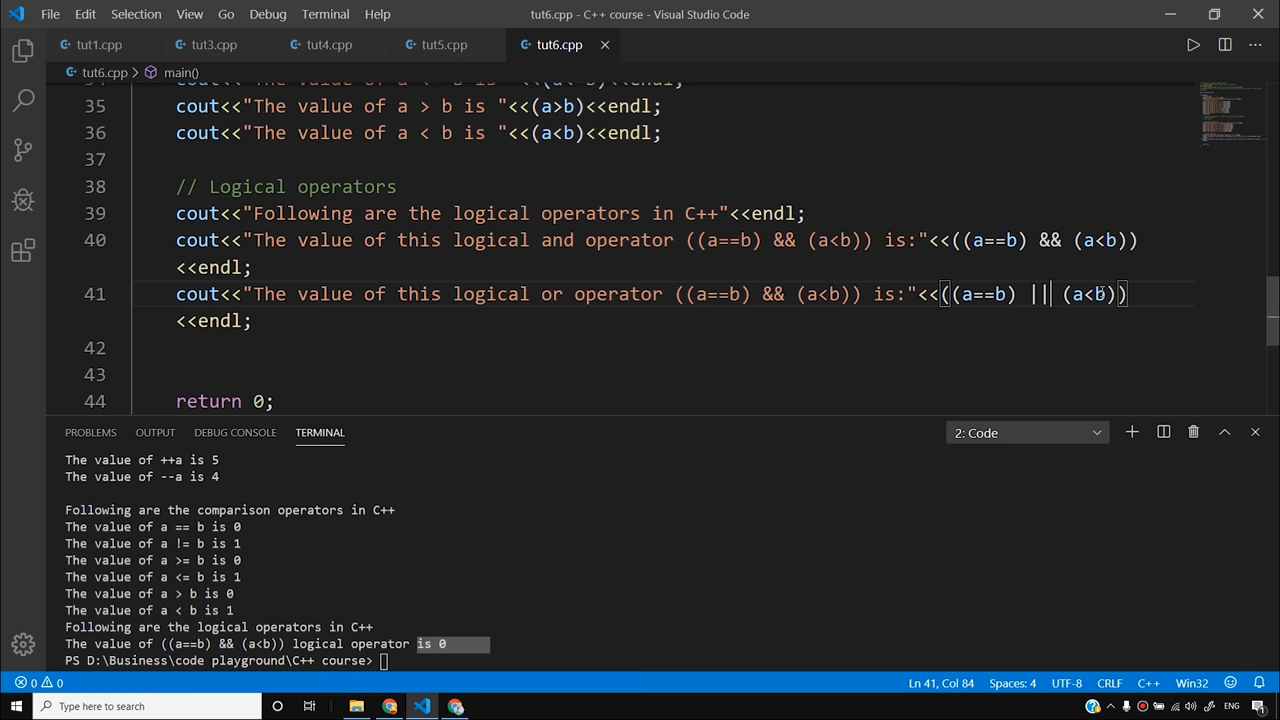 File Edit Selection View Go Debug Terminal Help tut6.cpp - C++ course - Visual Studio Code
tut1.cpp tut3.cpp tut4.cpp tut5.cpp tut6.cpp
tut6.cpp > main()
35 cout<<"The value of a > b is "<<(a>b)<<endl;
36 cout<<"The value of a < b is "<<(a<b)<<endl;
37
38 // Logical operators
39 cout<<"Following are the logical operators in C++"<<endl;
40 cout<<"The value of this logical and operator ((a==b) && (a<b)) is:"<<((a==b) && (a<b))
<<endl;
41 cout<<"The value of this logical or operator ((a==b) && (a<b)) is:"<<((a==b) || (a<b))
<<endl;
42
43
44 return 0;
PROBLEMS OUTPUT DEBUG CONSOLE TERMINAL 2: Code
The value of ++a is 5
The value of --a is 4
Following are the comparison operators in C++
The value of a == b is 0
The value of a != b is 1
The value of a >= b is 0
The value of a <= b is 1
The value of a > b is 0
The value of a < b is 1
Following are the logical operators in C++
The value of ((a==b) && (a<b)) logical operator is 0
PS D:\Business\code playground\C++ course>
0 0 Ln 41, Col 84 Spaces: 4 UTF-8 CRLF C++ Win32
Type here to search ENG